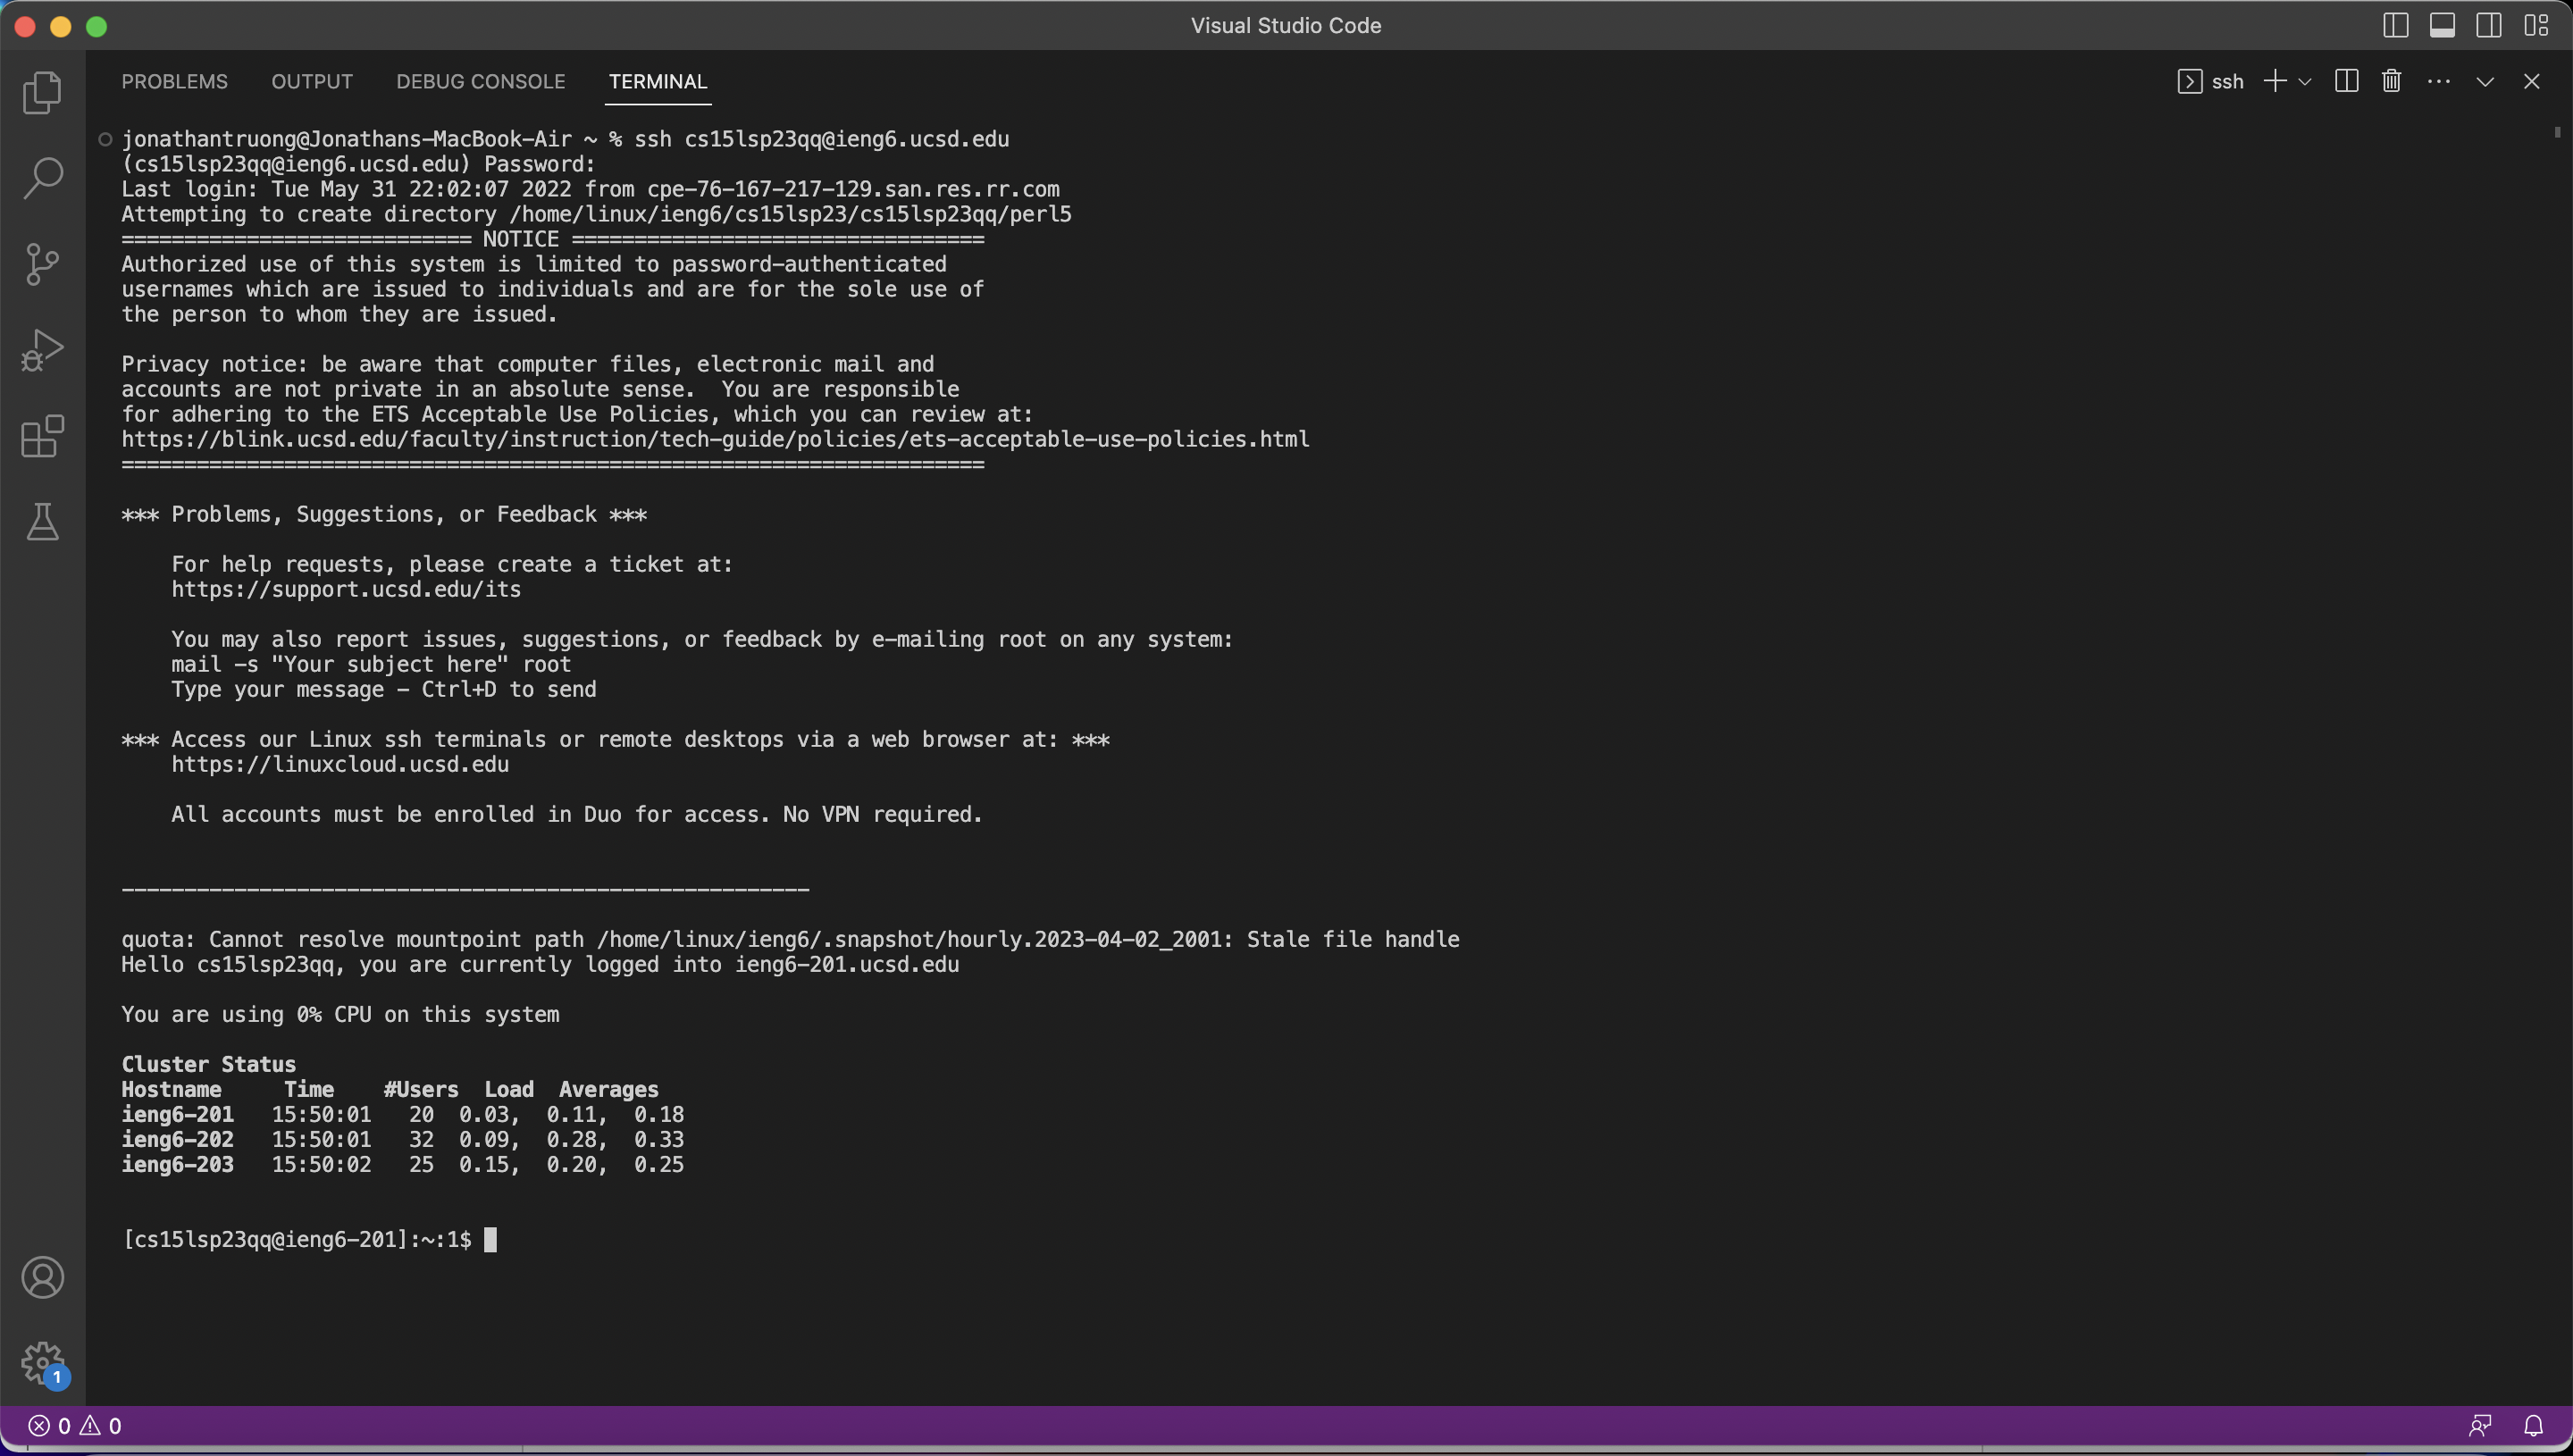 Visual Studio Code
PROBLEMS OUTPUT DEBUG CONSOLE TERMINAL ssh
jonathantruong@Jonathans-MacBook-Air ~ % ssh cs15lsp23qq@ieng6.ucsd.edu
(cs15lsp23qq@ieng6.ucsd.edu) Password:
Last login: Tue May 31 22:02:07 2022 from cpe-76-167-217-129.san.res.rr.com
Attempting to create directory /home/linux/ieng6/cs15lsp23/cs15lsp23qq/perl5
============================ NOTICE =================================
Authorized use of this system is limited to password-authenticated
usernames which are issued to individuals and are for the sole use of
the person to whom they are issued.
Privacy notice: be aware that computer files, electronic mail and
accounts are not private in an absolute sense.  You are responsible
for adhering to the ETS Acceptable Use Policies, which you can review at:
https://blink.ucsd.edu/faculty/instruction/tech-guide/policies/ets-acceptable-use-policies.html
=====================================================================
*** Problems, Suggestions, or Feedback ***
For help requests, please create a ticket at:
https://support.ucsd.edu/its
You may also report issues, suggestions, or feedback by e-mailing root on any system:
mail -s "Your subject here" root
Type your message - Ctrl+D to send
*** Access our Linux ssh terminals or remote desktops via a web browser at: ***
https://linuxcloud.ucsd.edu
All accounts must be enrolled in Duo for access. No VPN required.
-------------------------------------------------------
quota: Cannot resolve mountpoint path /home/linux/ieng6/.snapshot/hourly.2023-04-02_2001: Stale file handle
Hello cs15lsp23qq, you are currently logged into ieng6-201.ucsd.edu
You are using 0% CPU on this system
Cluster Status
Hostname     Time    #Users  Load  Averages
ieng6-201   15:50:01   20  0.03,  0.11,  0.18
ieng6-202   15:50:01   32  0.09,  0.28,  0.33
ieng6-203   15:50:02   25  0.15,  0.20,  0.25
[cs15lsp23qq@ieng6-201]:~:1$
1
0 0